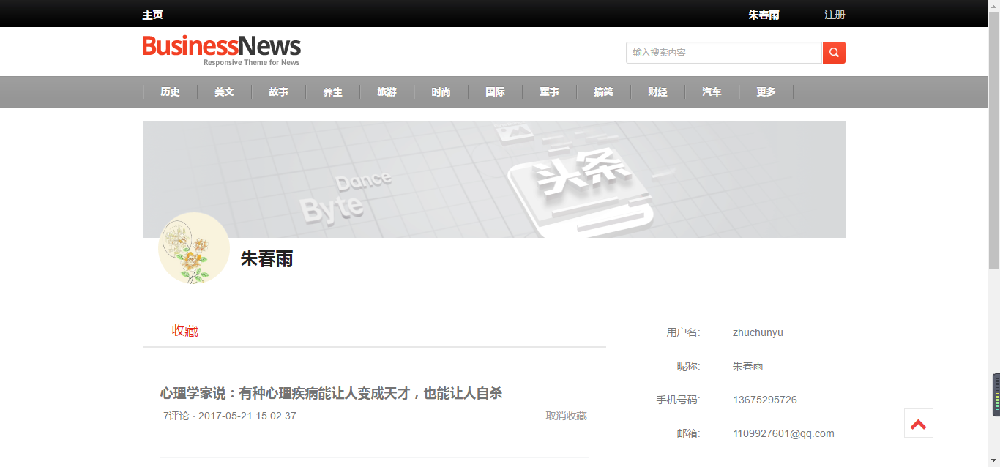 主页 朱春雨 注册
BusinessNews
Responsive Theme for News
输入搜索内容
历史 美文 故事 养生 旅游 时尚 国际 军事 搞笑 财经 汽车 更多
头条
Dance
Byte
朱春雨
收藏
用户名: zhuchunyu
昵称: 朱春雨
心理学家说：有种心理疾病能让人变成天才，也能让人自杀
手机号码: 13675295726
7评论 · 2017-05-21 15:02:37 取消收藏
邮箱: 1109927601@qq.com